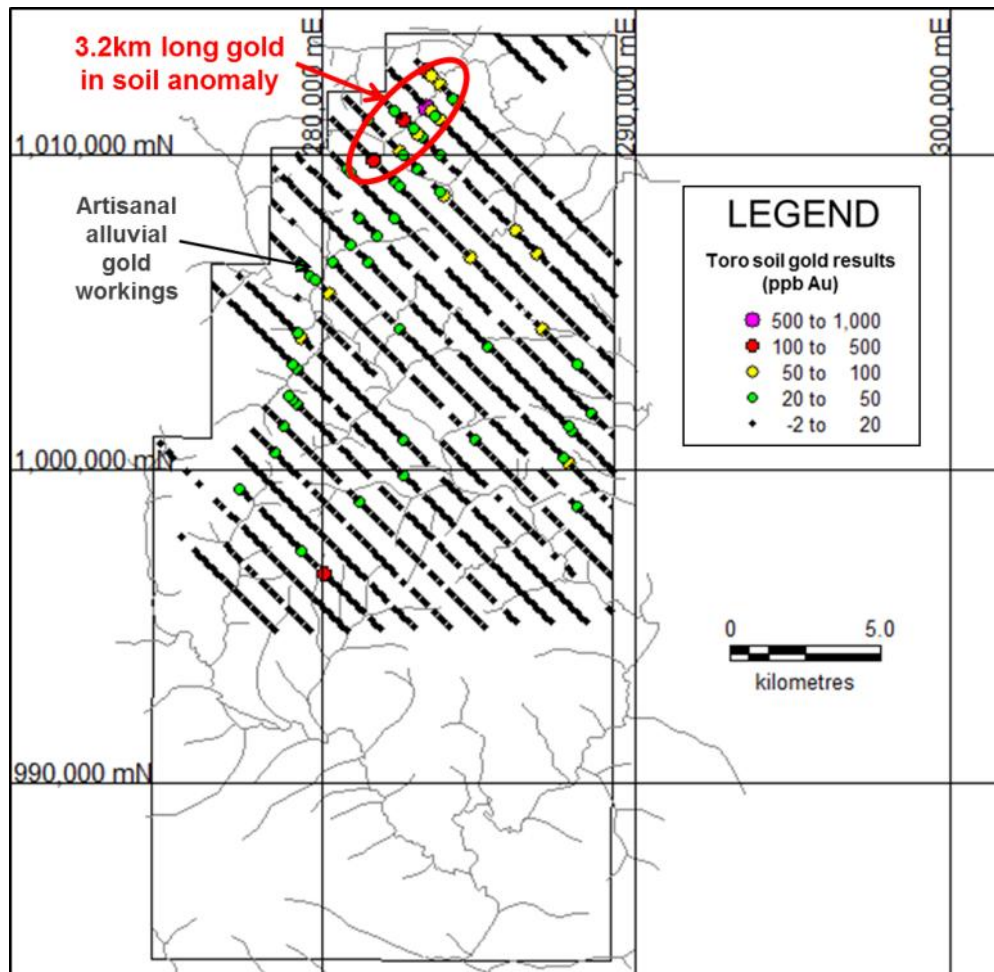 3.2km long gold
in soil anomaly
280,000 mE
290,000 mE
300,000 mE
1,010,000 mN
Artisanal
alluvial
gold
workings
LEGEND
Toro soil gold results
(ppb Au)
500 to 1,000
100 to 500
50 to 100
20 to 50
-2 to 20
1,000,000 mN
0 5.0
kilometres
990,000 mN